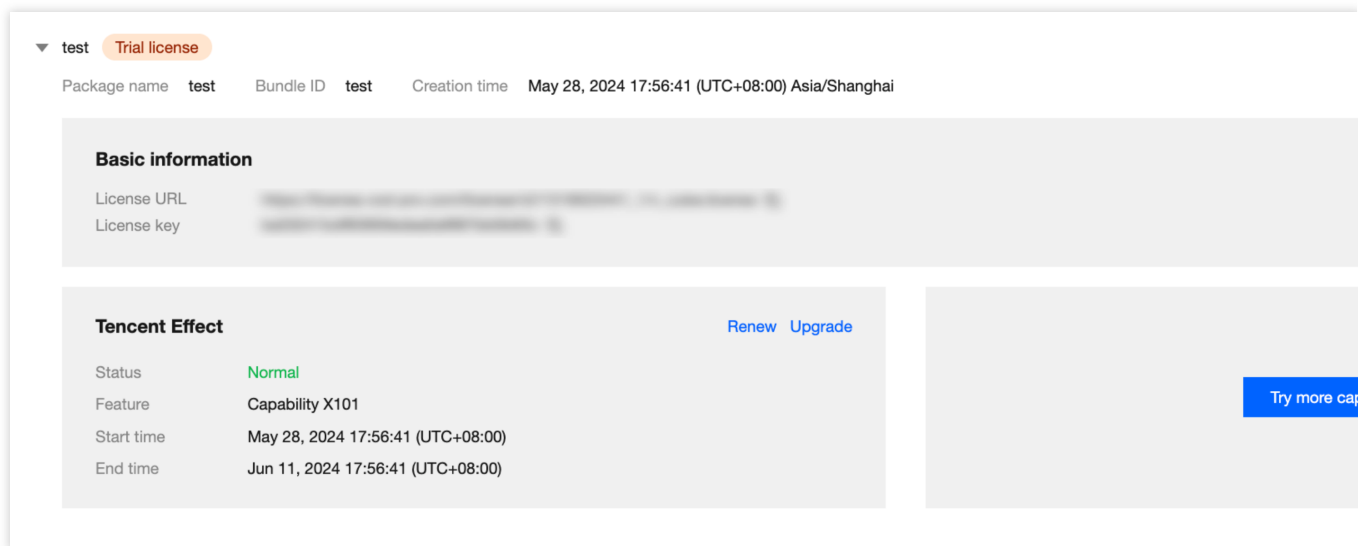 test Trial license
Package name test Bundle ID test Creation time May 28, 2024 17:56:41 (UTC+08:00) Asia/Shanghai
Basic information
License URL
License key
Tencent Effect Renew Upgrade
Status Normal
Feature Capability X101
Start time May 28, 2024 17:56:41 (UTC+08:00)
End time Jun 11, 2024 17:56:41 (UTC+08:00)
Try more cap